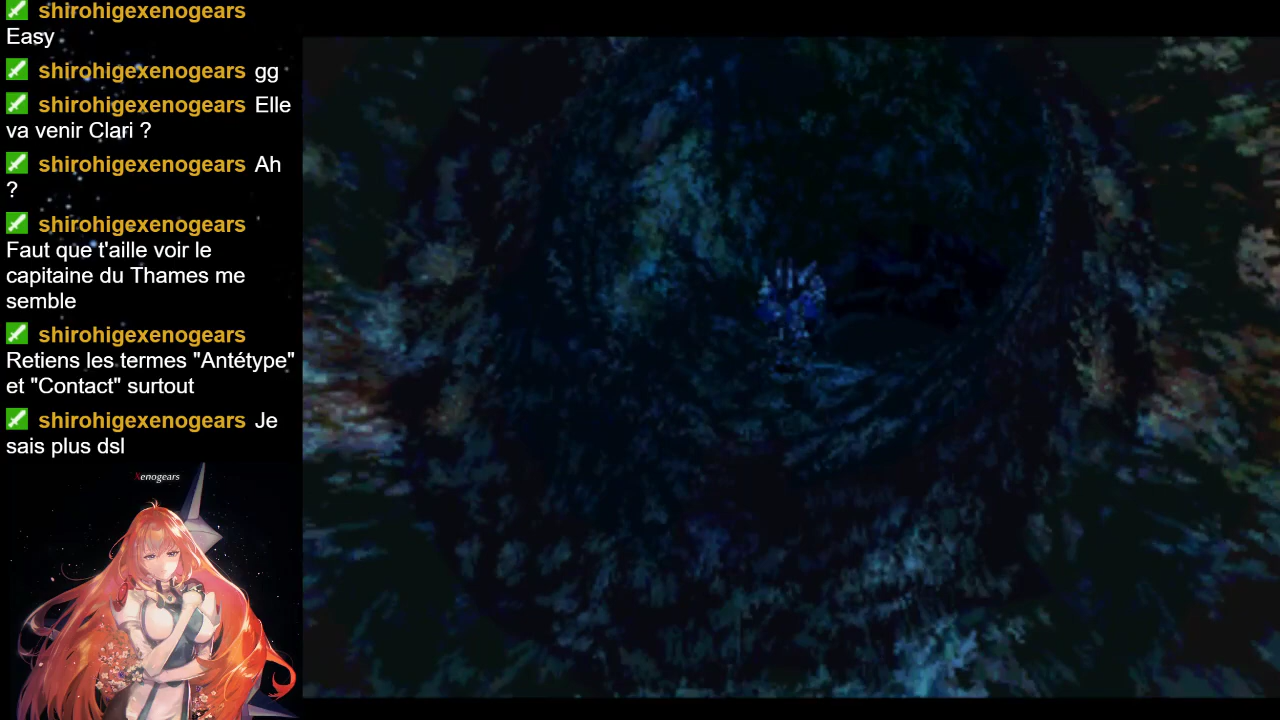 shirohigexenogears
Easy
shirohigexenogears gg
shirohigexenogears Elle
va venir Clari ?
shirohigexenogears Ah
?
shirohigexenogears
Faut que t'aille voir le
capitaine du Thames me
semble
shirohigexenogears
Retiens les termes "Antétype"
et "Contact" surtout
shirohigexenogears Je
sais plus dsl
Xenogears